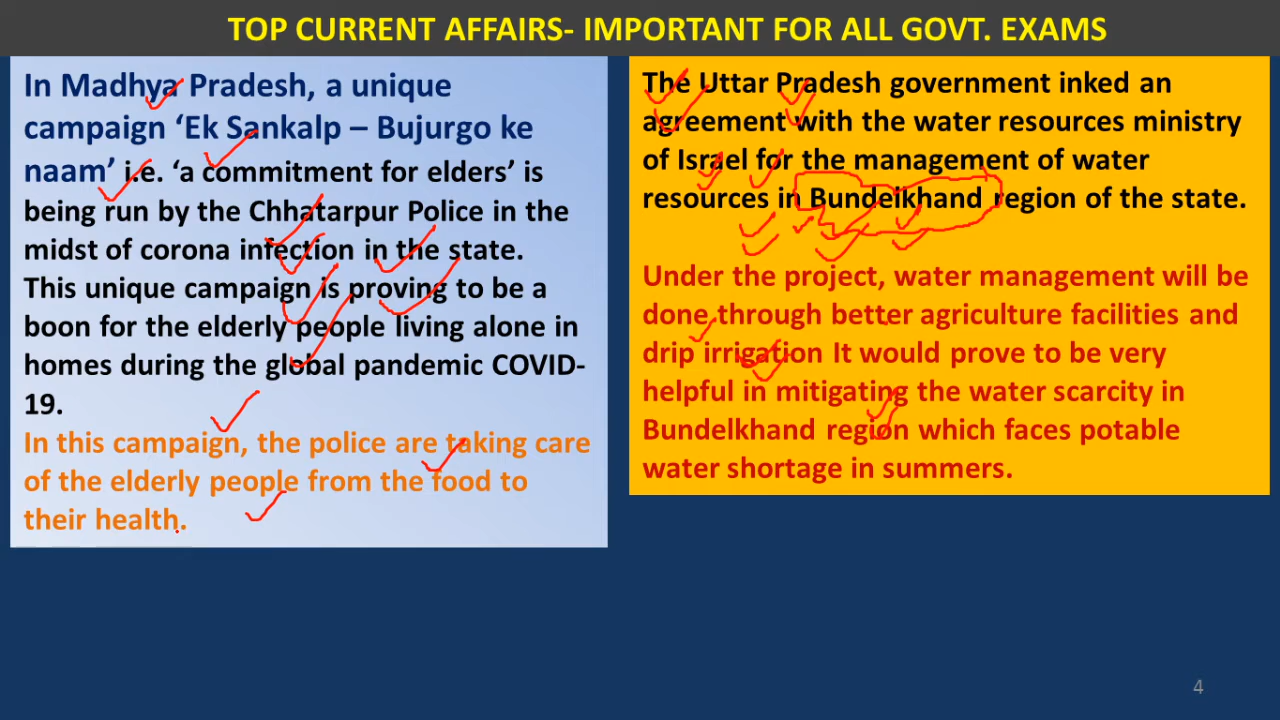 TOP CURRENT AFFAIRS- IMPORTANT FOR ALL GOVT. EXAMS
In Madhya Pradesh, a unique
campaign ‘Ek Sankalp – Bujurgo ke
naam’ i.e. ‘a commitment for elders’ is
being run by the Chhatarpur Police in the
midst of corona infection in the state.
This unique campaign is proving to be a
boon for the elderly people living alone in
homes during the global pandemic COVID-
19.
In this campaign, the police are taking care
of the elderly people from the food to
their health.
The Uttar Pradesh government inked an
agreement with the water resources ministry
of Israel for the management of water
resources in Bundelkhand region of the state.
Under the project, water management will be
done through better agriculture facilities and
drip irrigation It would prove to be very
helpful in mitigating the water scarcity in
Bundelkhand region which faces potable
water shortage in summers.
4